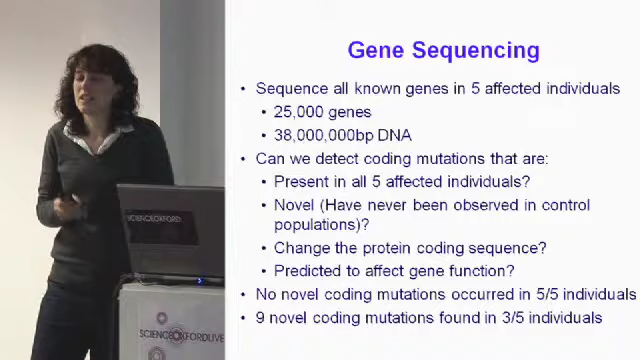 Gene Sequencing
• Sequence all known genes in 5 affected individuals
• 25,000 genes
• 38,000,000bp DNA
• Can we detect coding mutations that are:
• Present in all 5 affected individuals?
• Novel (Have never been observed in control
populations)?
• Change the protein coding sequence?
• Predicted to affect gene function?
• No novel coding mutations occurred in 5/5 individuals
• 9 novel coding mutations found in 3/5 individuals
SCIENCEOXFORD
SCIENCEOXFORDLIVE